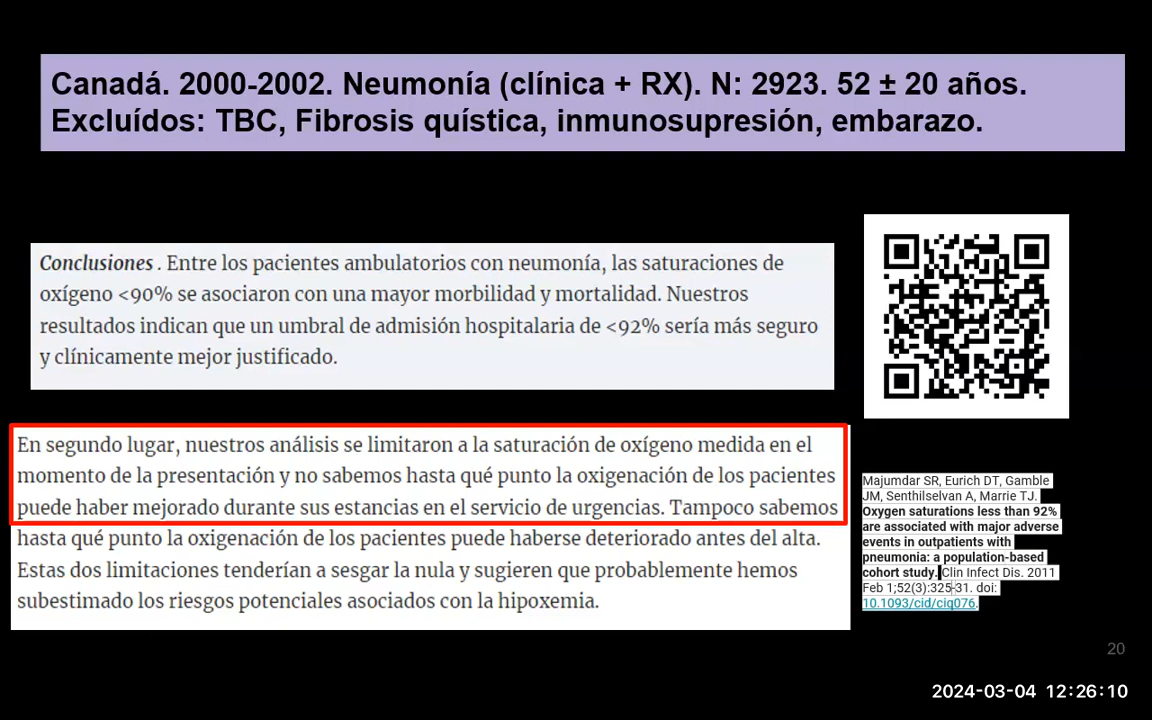 Canadá. 2000-2002. Neumonía (clínica + RX). N: 2923. 52 ± 20 años.
Excluídos: TBC, Fibrosis quística, inmunosupresión, embarazo.
Conclusiones . Entre los pacientes ambulatorios con neumonía, las saturaciones de
oxígeno <90% se asociaron con una mayor morbilidad y mortalidad. Nuestros
resultados indican que un umbral de admisión hospitalaria de <92% sería más seguro
y clínicamente mejor justificado.
En segundo lugar, nuestros análisis se limitaron a la saturación de oxígeno medida en el
momento de la presentación y no sabemos hasta qué punto la oxigenación de los pacientes
puede haber mejorado durante sus estancias en el servicio de urgencias. Tampoco sabemos
hasta qué punto la oxigenación de los pacientes puede haberse deteriorado antes del alta.
Estas dos limitaciones tenderían a sesgar la nula y sugieren que probablemente hemos
subestimado los riesgos potenciales asociados con la hipoxemia.
Majumdar SR, Eurich DT, Gamble
JM, Senthilselvan A, Marrie TJ.
Oxygen saturations less than 92%
are associated with major adverse
events in outpatients with
pneumonia: a population-based
cohort study. Clin Infect Dis. 2011
Feb 1;52(3):325-31. doi:
10.1093/cid/ciq076.
20
2024-03-04 12:26:10